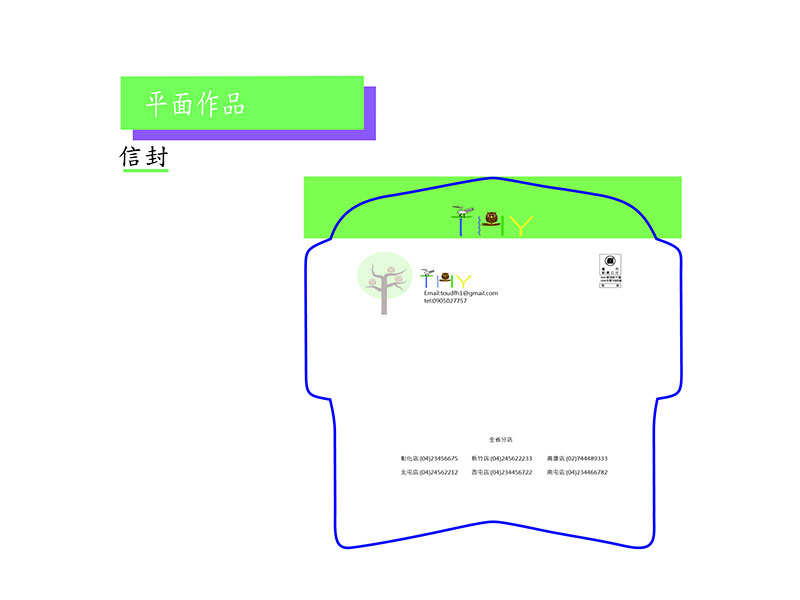 平面作品
信封
THY
THY
Email:toudfh1@gmail.com
tel:0905027757
全省分店
彰化店:(04)23456675 新竹店:(04)245622233 高雄店:(02)744489333
北屯店:(04)24562212 西屯店:(04)234456722 南屯店:(04)234466782